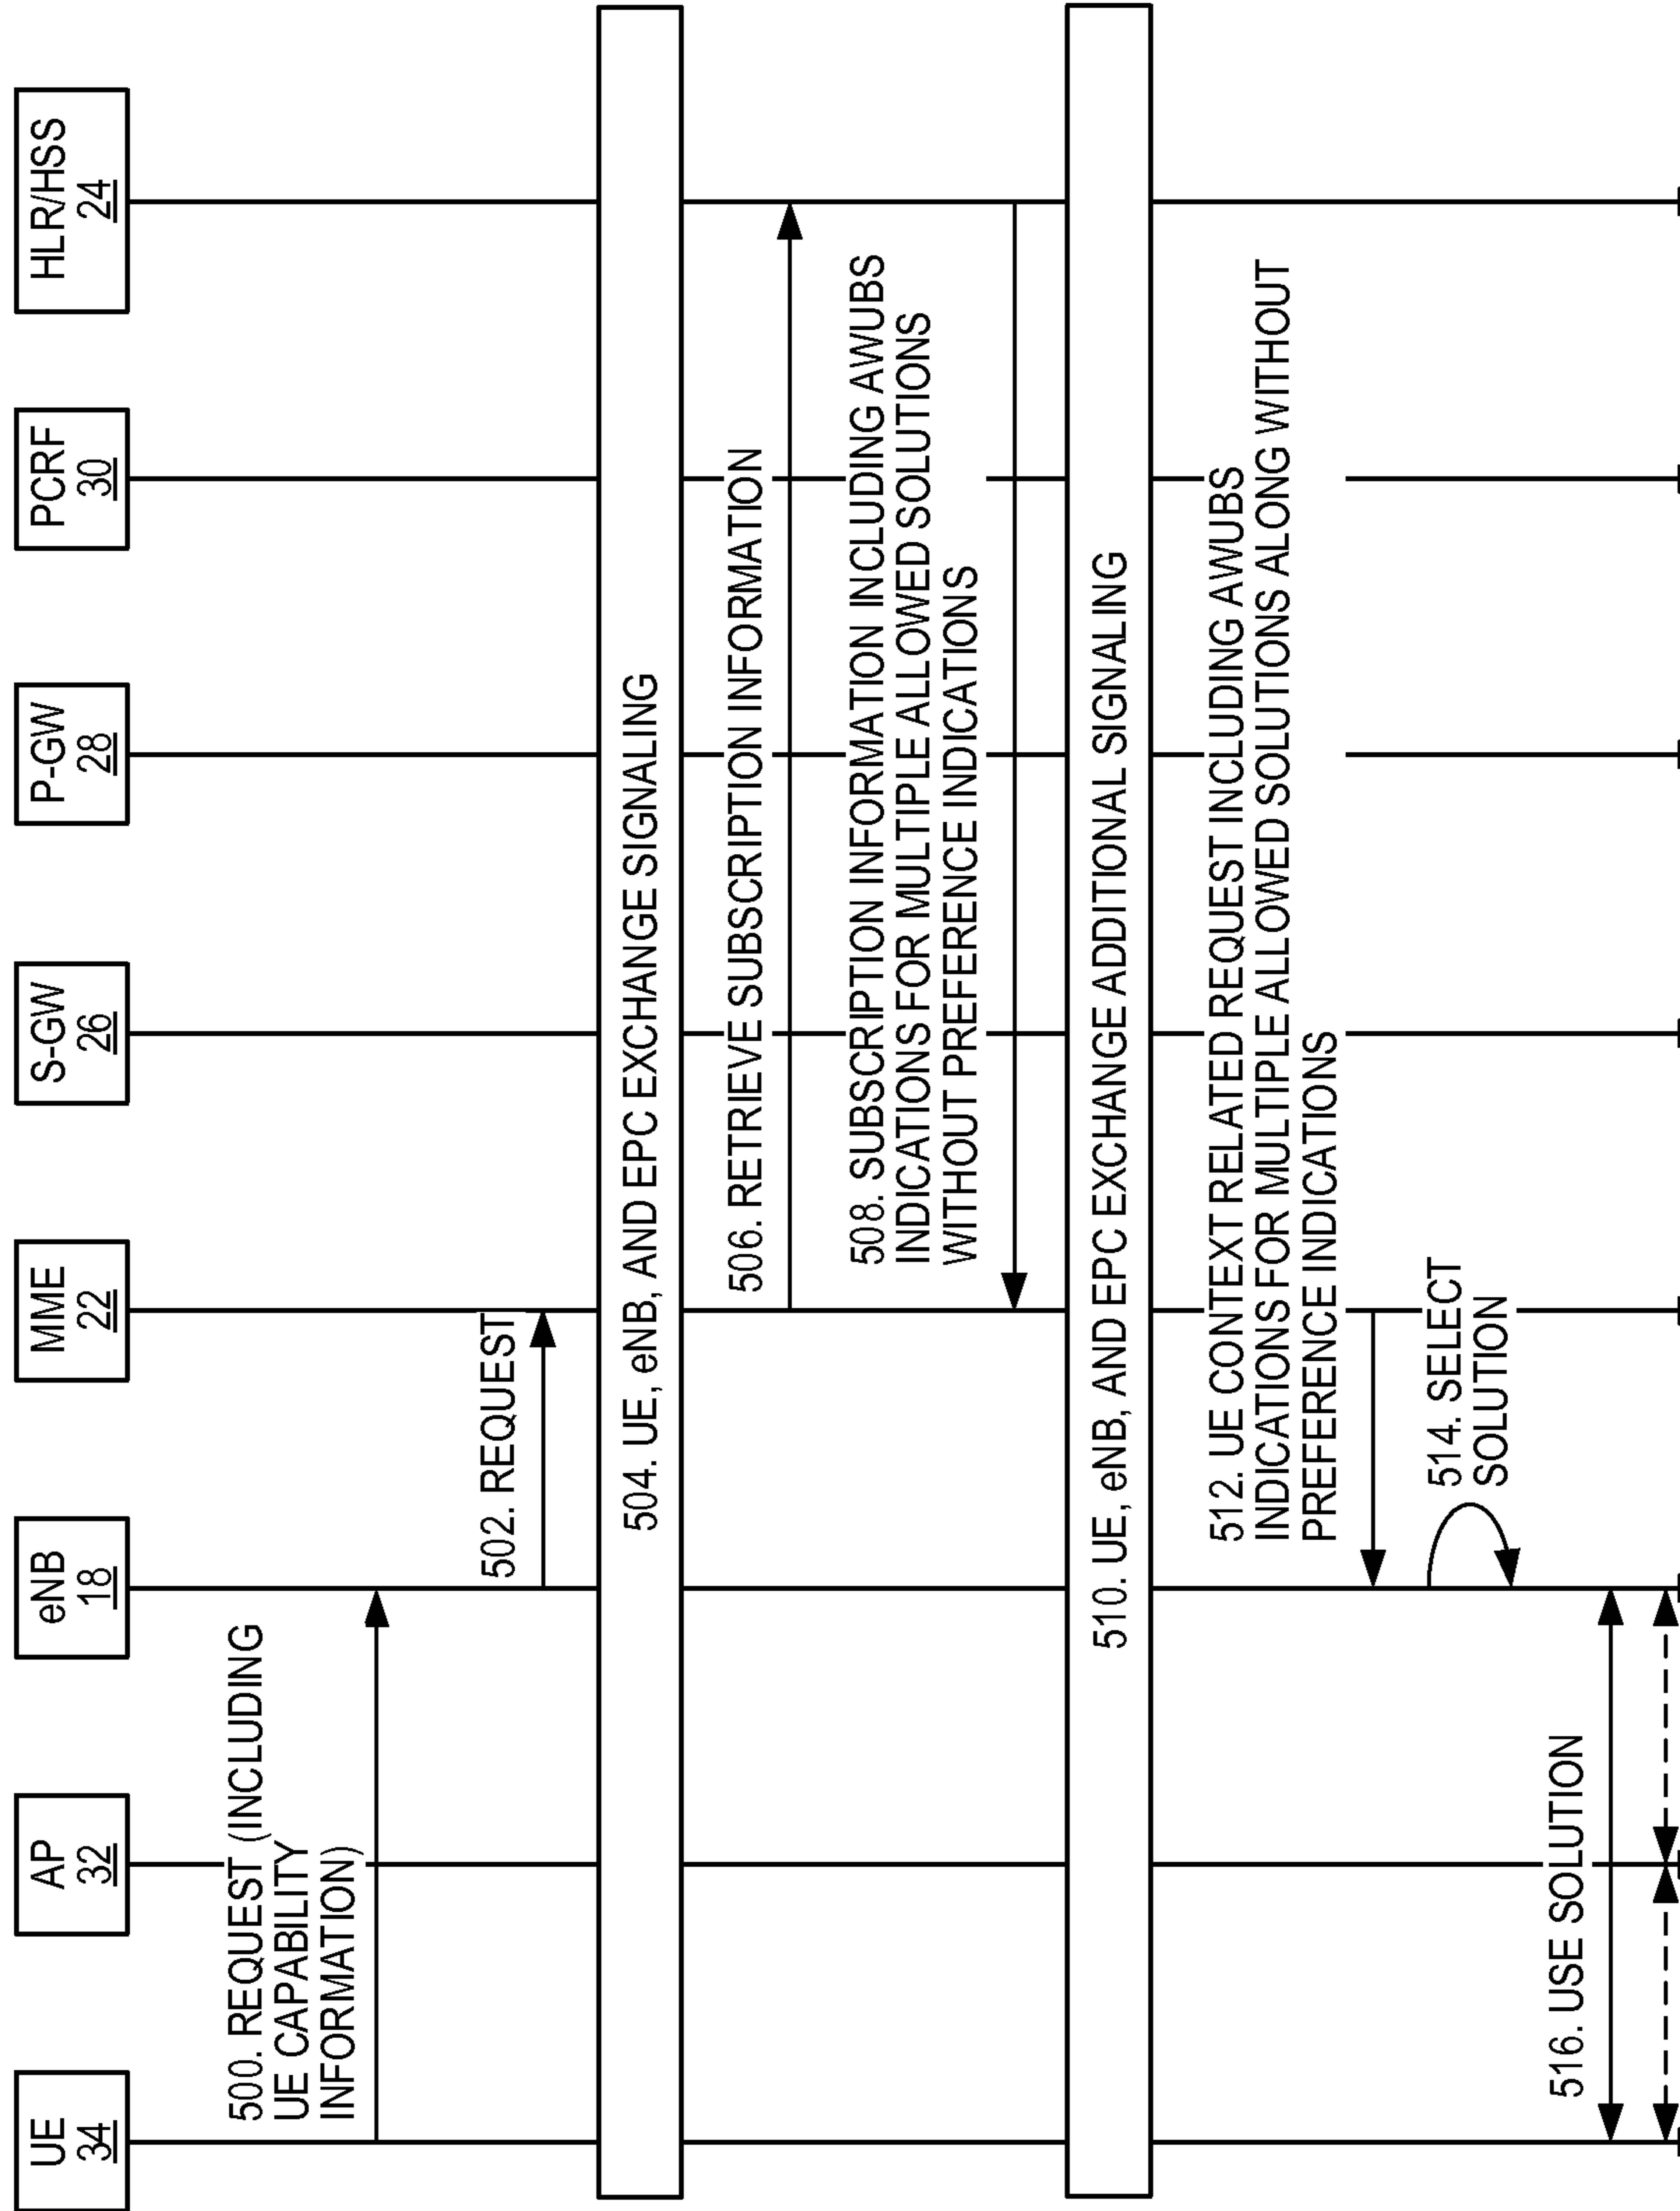 UE
34
AP
32
eNB
18
MME
22
S-GW
26
P-GW
28
PCRF
30
HLR/HSS
24
500. REQUEST (INCLUDING
UE CAPABILITY
INFORMATION)
502. REQUEST
504. UE, eNB, AND EPC EXCHANGE SIGNALING
506. RETRIEVE SUBSCRIPTION INFORMATION
508. SUBSCRIPTION INFORMATION INCLUDING AWUBS
INDICATIONS FOR MULTIPLE ALLOWED SOLUTIONS
WITHOUT PREFERENCE INDICATIONS
510. UE, eNB, AND EPC EXCHANGE ADDITIONAL SIGNALING
512. UE CONTEXT RELATED REQUEST INCLUDING AWUBS
INDICATIONS FOR MULTIPLE ALLOWED SOLUTIONS ALONG WITHOUT
PREFERENCE INDICATIONS
514. SELECT
SOLUTION
516. USE SOLUTION